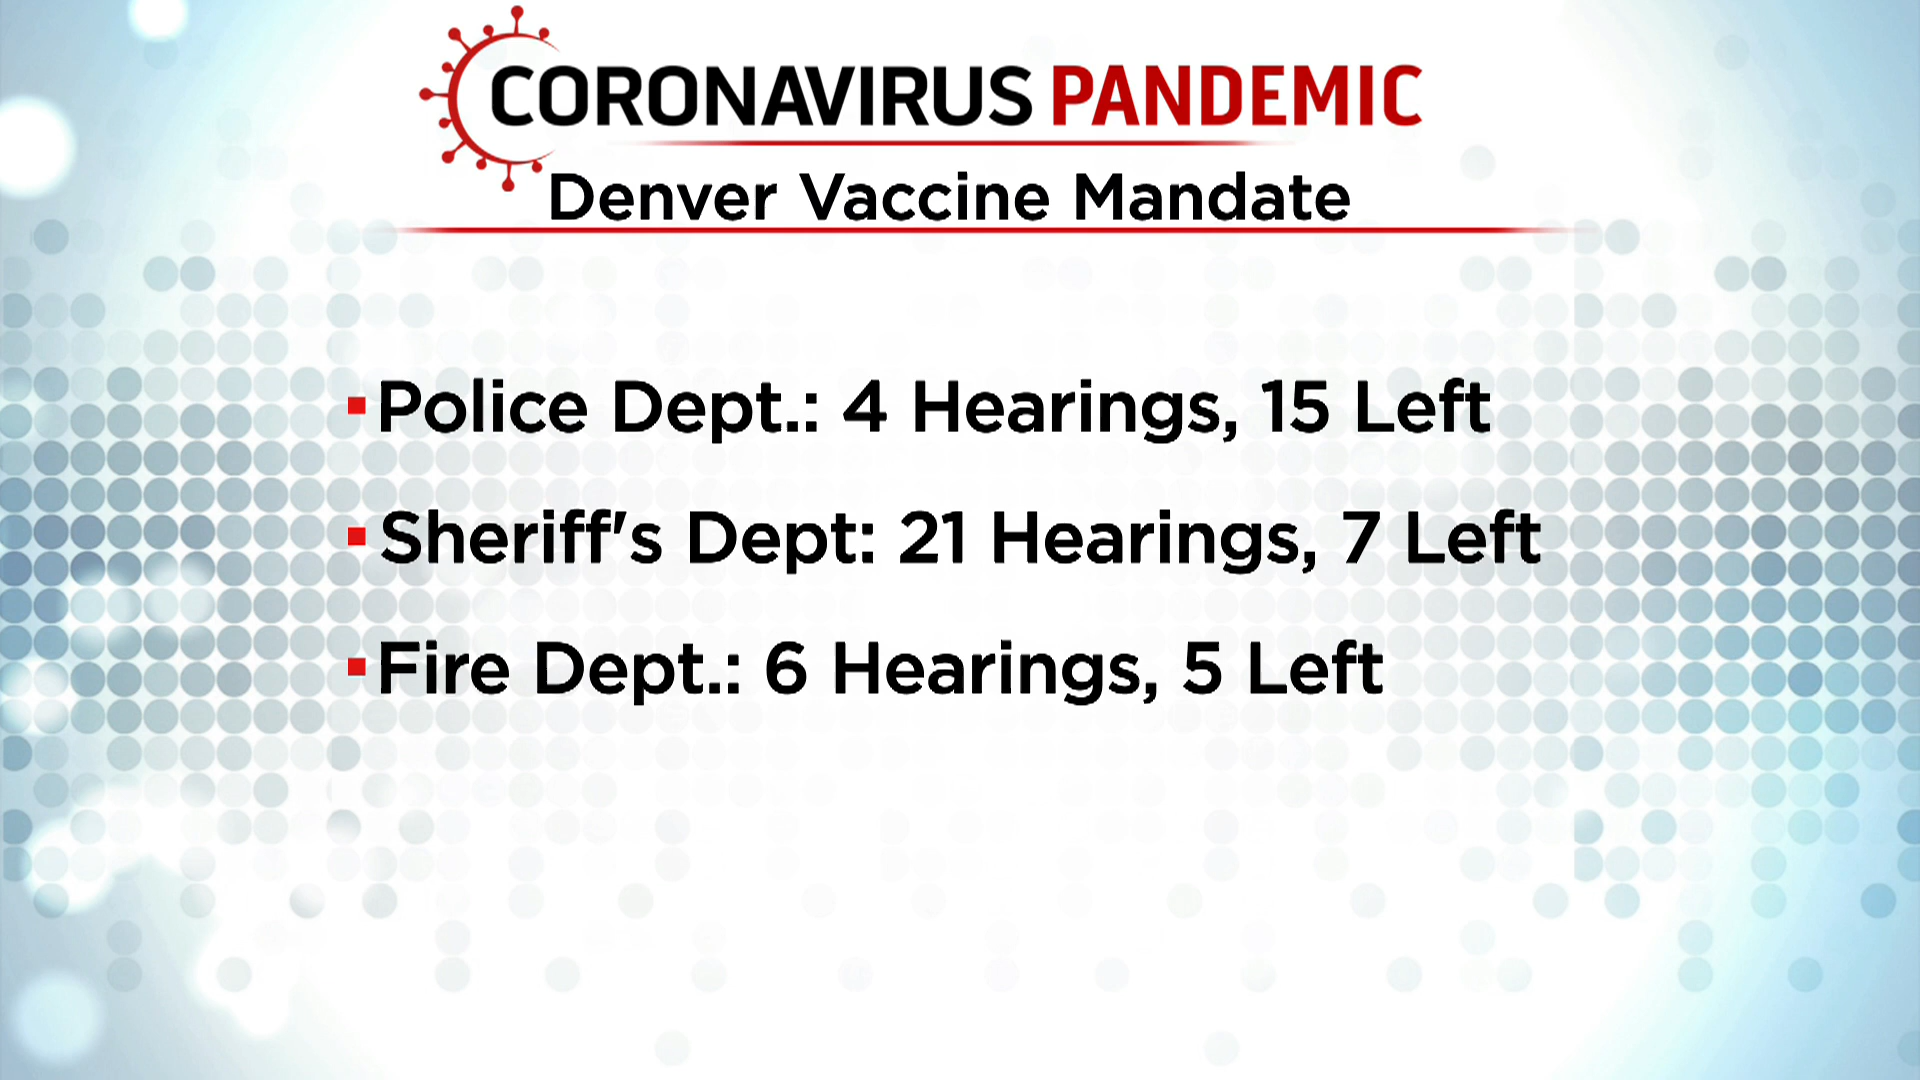 CORONAVIRUS PANDEMIC
Denver Vaccine Mandate
Police Dept.: 4 Hearings, 15 Left
Sheriff's Dept: 21 Hearings, 7 Left
Fire Dept.: 6 Hearings, 5 Left